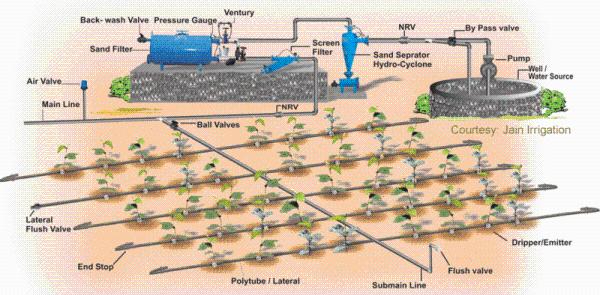 Ventury
Back- wash Valve
Pressure Gauge
NRV
By Pass valve
Sand Filter
Screen
Filter
Sand Seprator
Hydro-Cyclone
Pump
Well /
Water Source
Air Valve
Main Line
NRV
Ball Valves
Courtesy: Jain Irrigation
Lateral
Flush Valve
Dripper/Emitter
End Stop
Flush valve
Polytube / Lateral
Submain Line